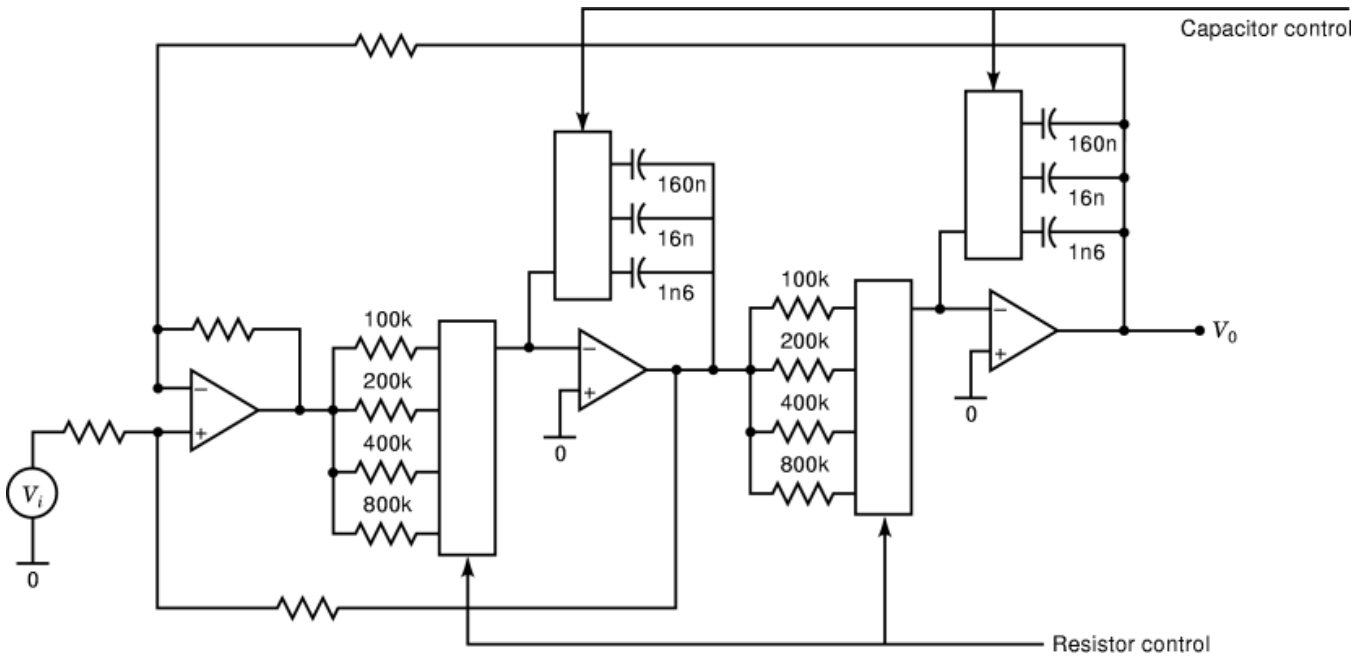 Capacitor control
160n
16n
1n6
160n
16n
1n6
100k
200k
400k
800k
100k
200k
400k
800k
−
+
−
+
−
+
0
0
0
V₀
Vᵢ
Resistor control